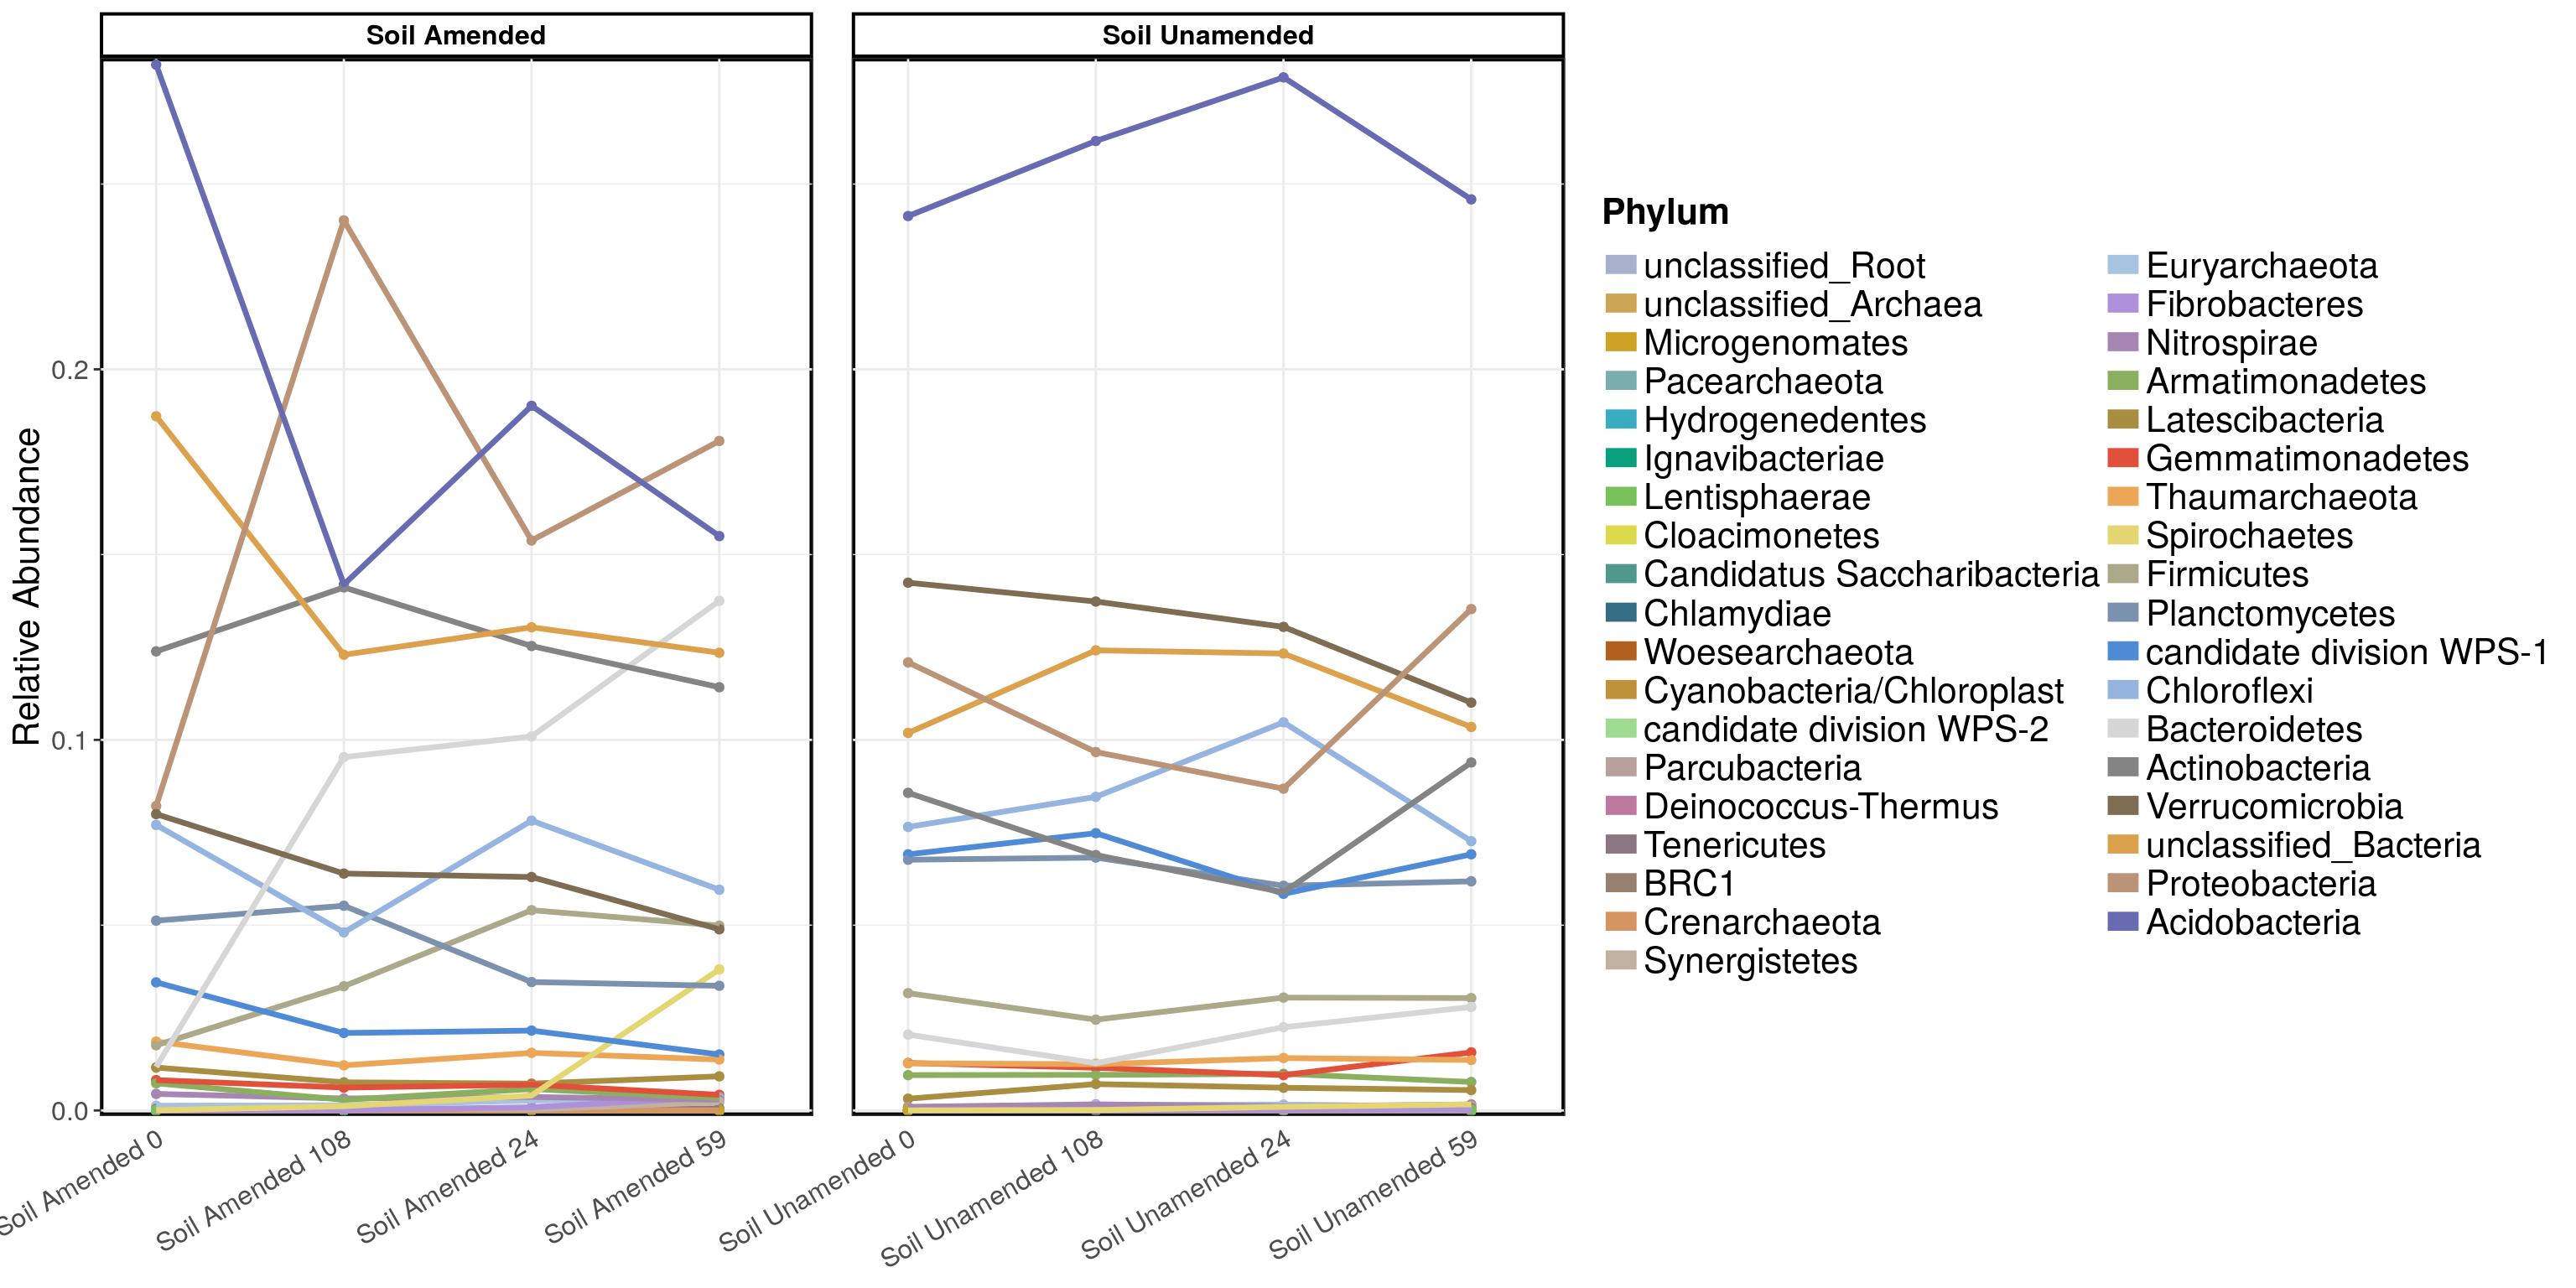 Soil Amended
Soil Unamended
Relative Abundance
0.2
0.1
0.0
Soil Amended 0
Soil Amended 108
Soil Amended 24
Soil Amended 59
Soil Unamended 0
Soil Unamended 108
Soil Unamended 24
Soil Unamended 59
Phylum
unclassified_Root
unclassified_Archaea
Microgenomates
Pacearchaeota
Hydrogenedentes
Ignavibacteriae
Lentisphaerae
Cloacimonetes
Candidatus Saccharibacteria
Chlamydiae
Woesearchaeota
Cyanobacteria/Chloroplast
candidate division WPS-2
Parcubacteria
Deinococcus-Thermus
Tenericutes
BRC1
Crenarchaeota
Synergistetes
Euryarchaeota
Fibrobacteres
Nitrospirae
Armatimonadetes
Latescibacteria
Gemmatimonadetes
Thaumarchaeota
Spirochaetes
Firmicutes
Planctomycetes
candidate division WPS-1
Chloroflexi
Bacteroidetes
Actinobacteria
Verrucomicrobia
unclassified_Bacteria
Proteobacteria
Acidobacteria